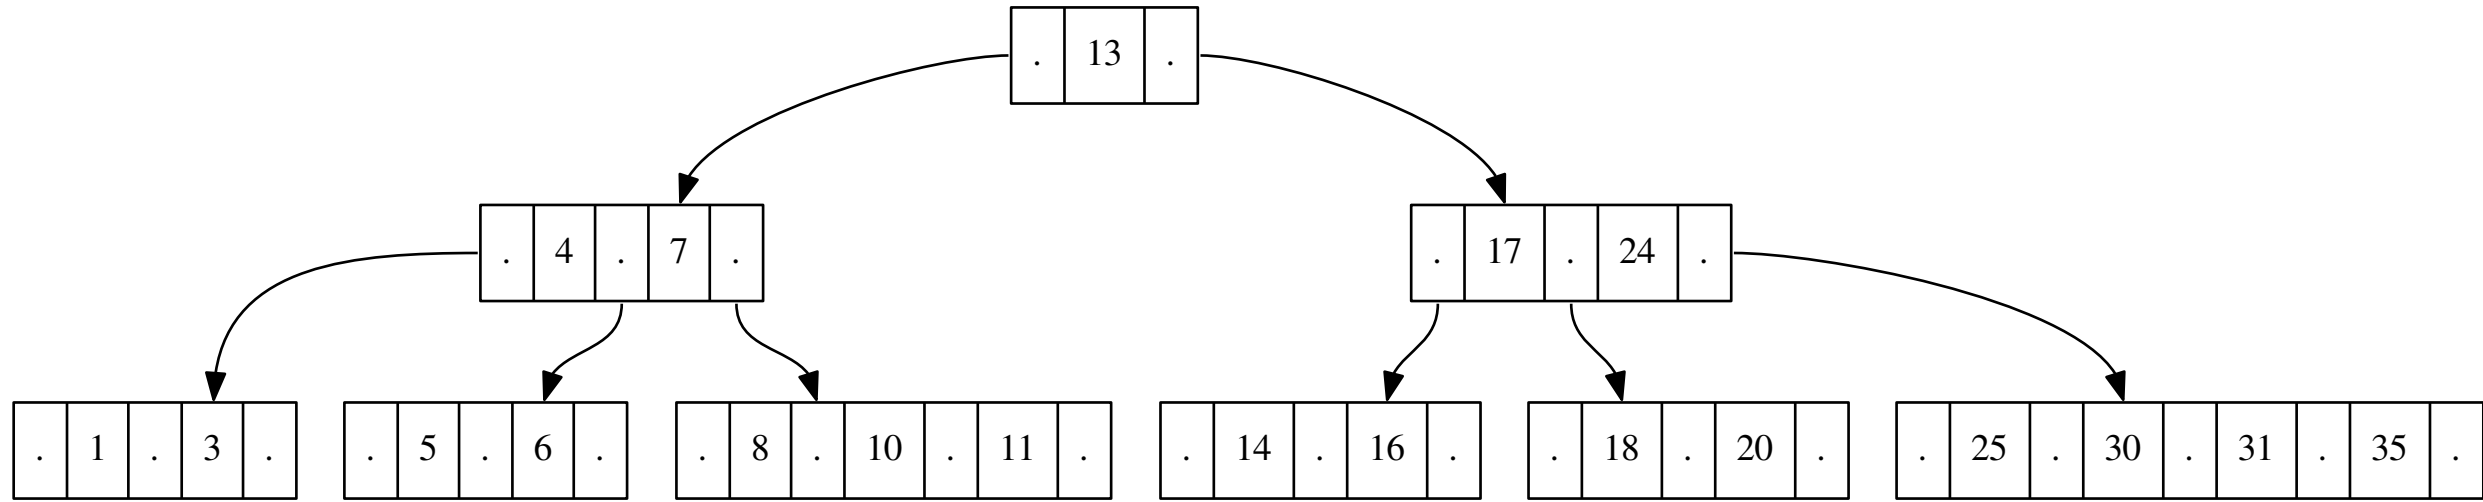 . 13 .
. 4 . 7 . . 17 . 24 .
. 1 . 3 . . 5 . 6 . . 8 . 10 . 11 . . 14 . 16 . . 18 . 20 . . 25 . 30 . 31 . 35 .